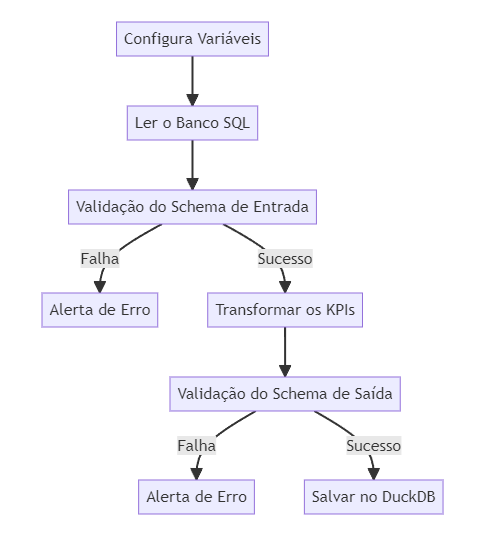 Configura Variáveis
Ler o Banco SQL
Validação do Schema de Entrada
Falha
Sucesso
Alerta de Erro
Transformar os KPIs
Validação do Schema de Saída
Falha
Sucesso
Alerta de Erro
Salvar no DuckDB